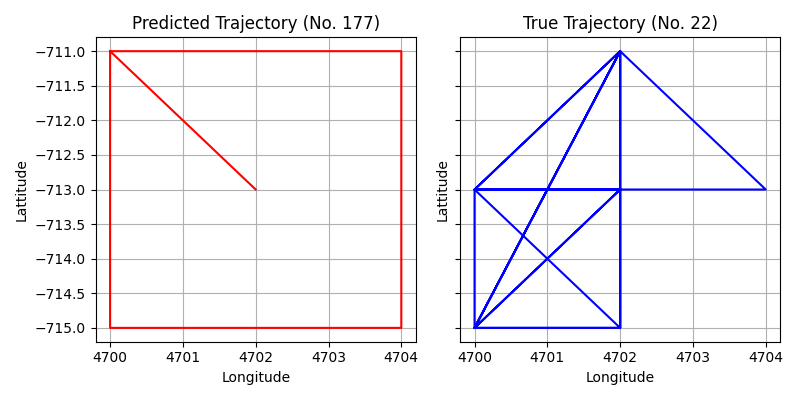 Predicted Trajectory (No. 177)
True Trajectory (No. 22)
−711.0
−711.5
−712.0
−712.5
−713.0
−713.5
−714.0
−714.5
−715.0
Lattitude
Lattitude
4700 4701 4702 4703 4704
4700 4701 4702 4703 4704
Longitude
Longitude